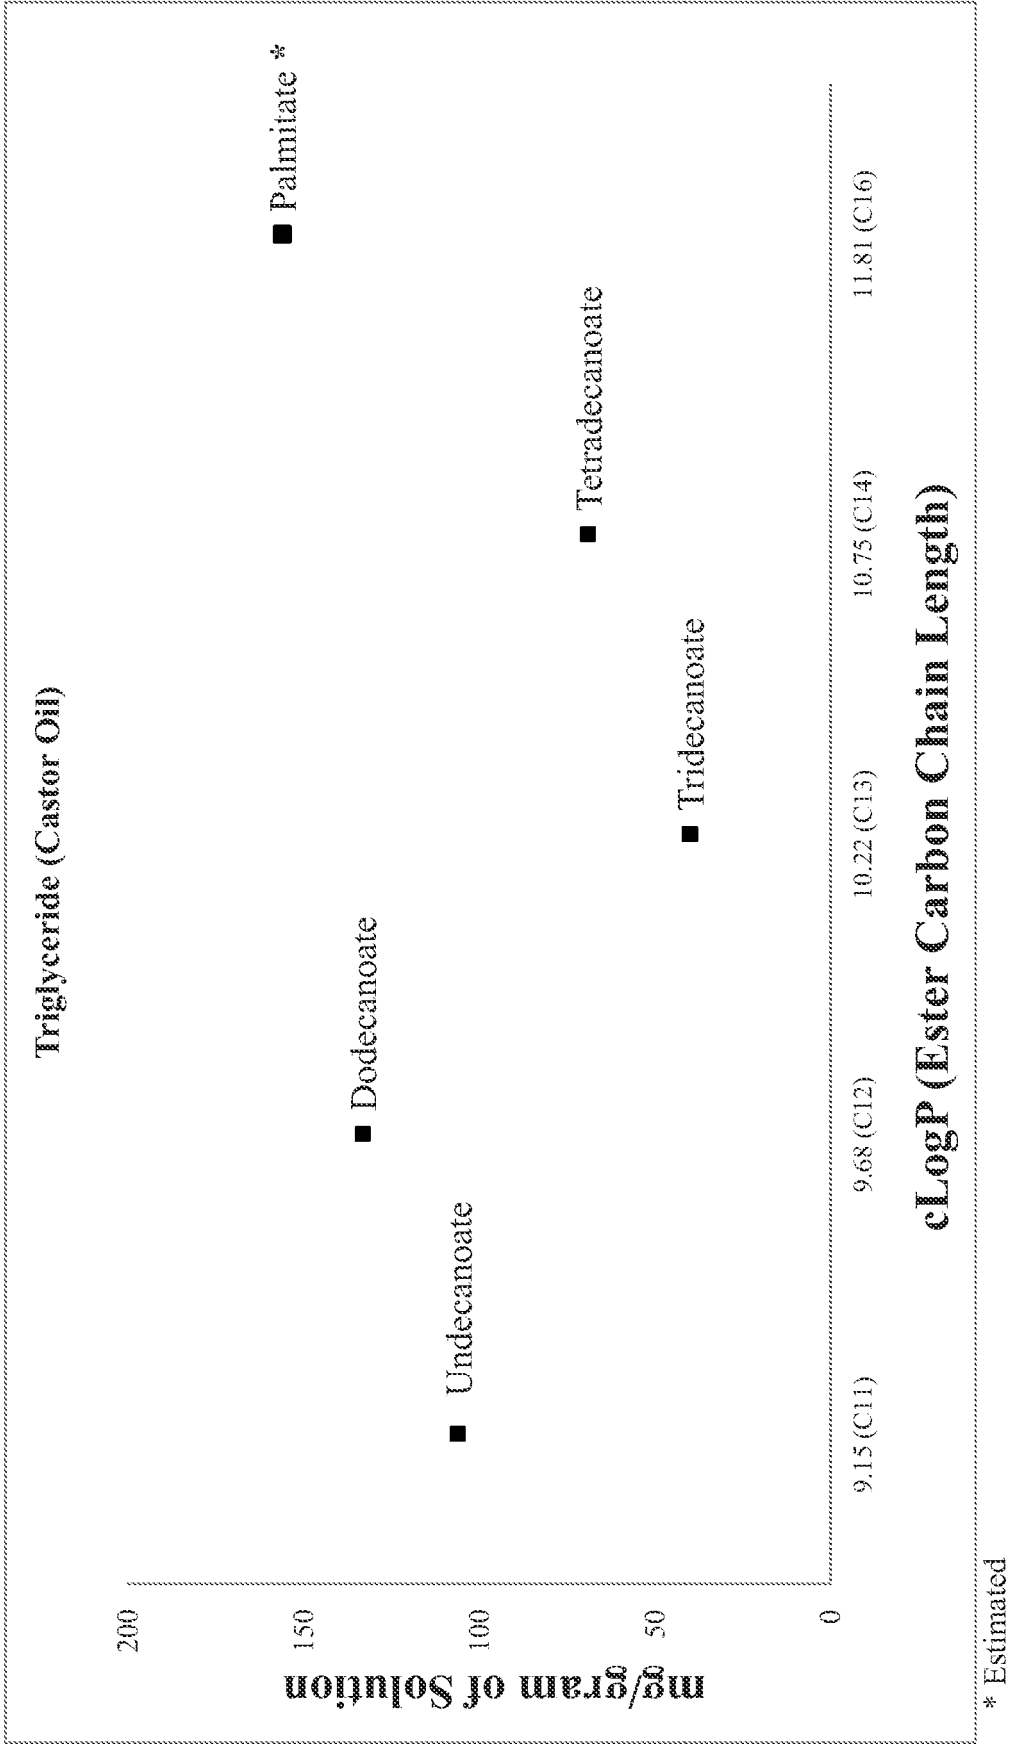 Triglyceride (Castor Oil)
mg/gram of Solution
200
150
100
50
0
Undecanoate
Dodecanoate
Tridecanoate
Tetradecanoate
Palmitate *
9.15 (C11)
9.68 (C12)
10.22 (C13)
10.75 (C14)
11.81 (C16)
cLogP (Ester Carbon Chain Length)
* Estimated